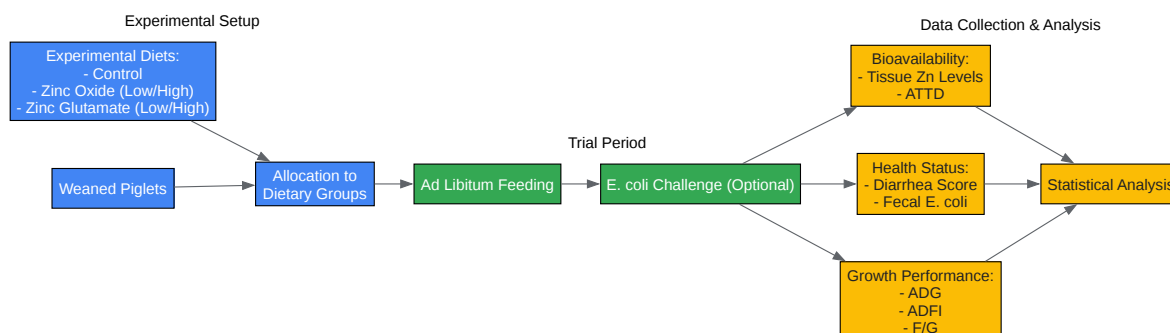 Experimental Setup
Experimental Diets:
- Control
- Zinc Oxide (Low/High)
- Zinc Glutamate (Low/High)
Weaned Piglets
Allocation to
Dietary Groups
Trial Period
Ad Libitum Feeding
E. coli Challenge (Optional)
Data Collection & Analysis
Bioavailability:
- Tissue Zn Levels
- ATTD
Health Status:
- Diarrhea Score
- Fecal E. coli
Growth Performance:
- ADG
- ADFI
- F/G
Statistical Analysis